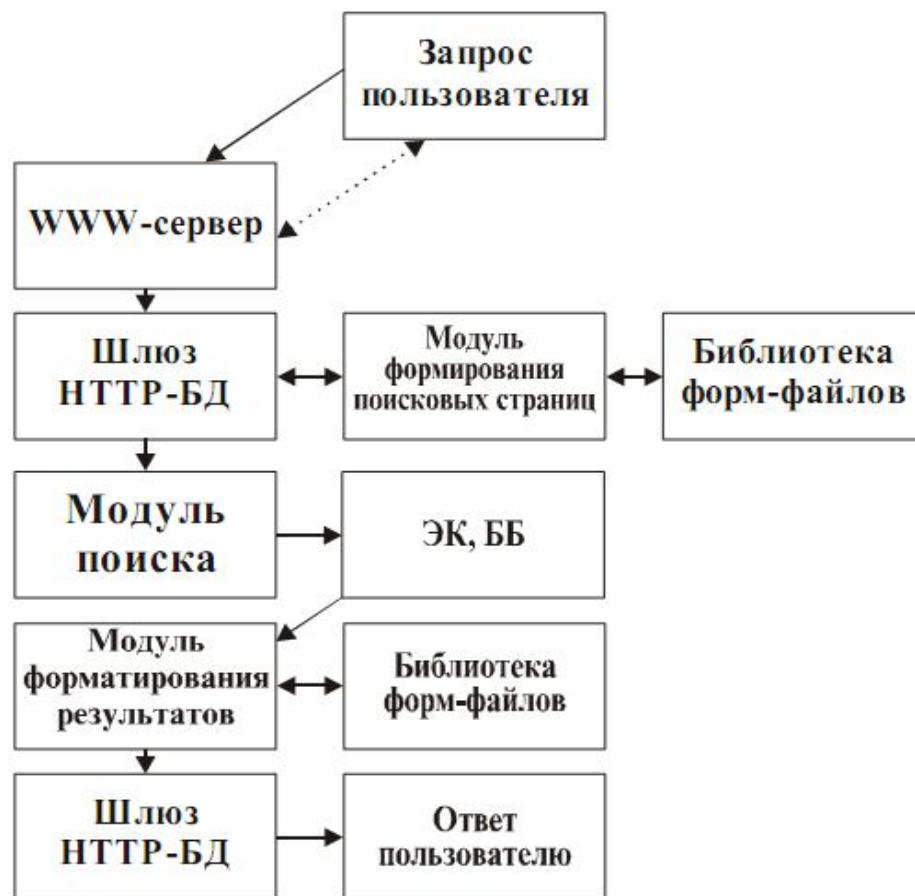 Запрос
пользователя
WWW-сервер
Шлюз
HTTP-БД
Модуль
формирования
поисковых страниц
Библиотека
форм-файлов
Модуль
поиска
ЭК, ББ
Модуль
форматирования
результатов
Библиотека
форм-файлов
Шлюз
HTTP-БД
Ответ
пользователю